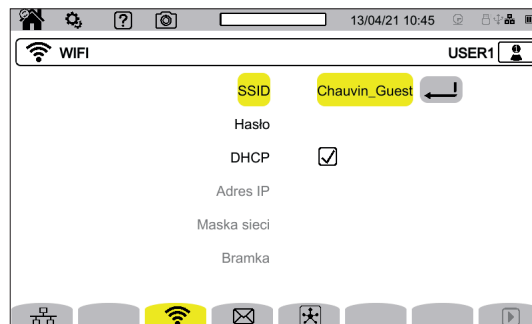 13/04/21 10:45
WIFI USER1
SSID Chauvin_Guest
Hasło
DHCP
Adres IP
Maska sieci
Bramka